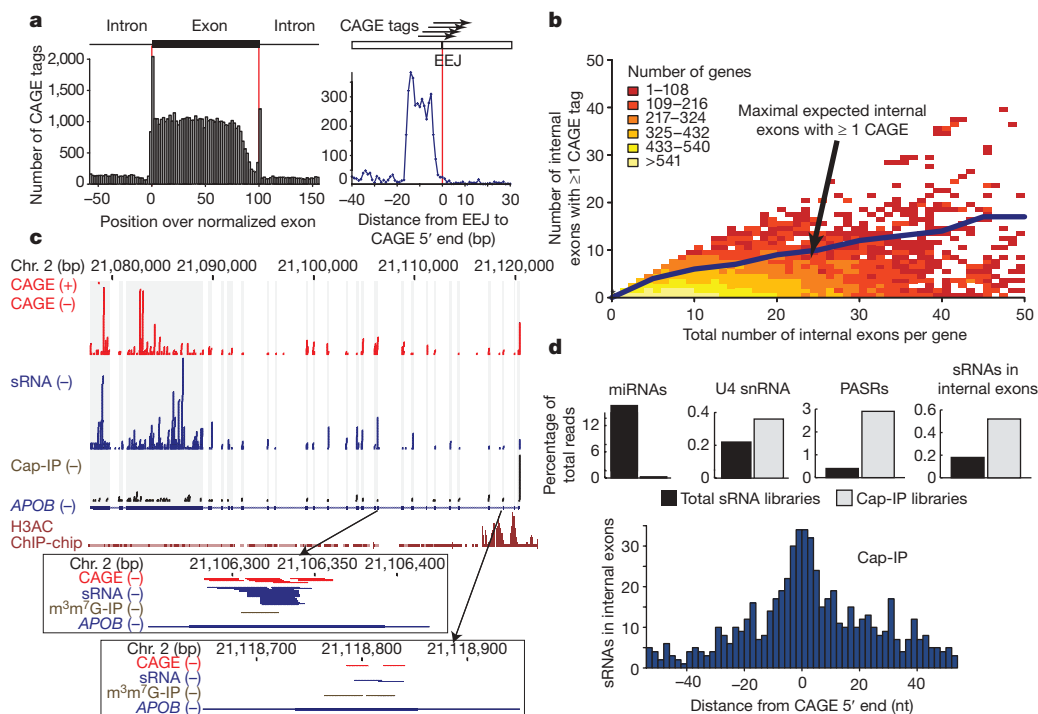 a
Intron Exon Intron
Number of CAGE tags
2,000
1,500
1,000
500
0
−50 0 50 100 150
Position over normalized exon
CAGE tags
EEJ
300
200
100
0
−40 −20 0 10 30
Distance from EEJ to
CAGE 5′ end (bp)
b
Number of internal
exons with ≥1 CAGE tag
50
40
30
20
10
0
Number of genes
1–108
109–216
217–324
325–432
433–540
>541
Maximal expected internal
exons with ≥ 1 CAGE
0 10 20 30 40 50
Total number of internal exons per gene
c
Chr. 2 (bp) 21,080,000 21,090,000 21,100,000 21,110,000 21,120,000
CAGE (+)
CAGE (–)
sRNA (–)
Cap-IP (–)
APOB (–)
H3AC
ChIP-chip
Chr. 2 (bp) 21,106,300 21,106,350 21,106,400
CAGE (–)
sRNA (–)
m³m⁷G-IP (–)
APOB (–)
Chr. 2 (bp) 21,118,700 21,118,800 21,118,900
CAGE (–)
sRNA (–)
m³m⁷G-IP (–)
APOB (–)
d
Percentage of
total reads
miRNAs
12
6
0
U4 snRNA
0.4
0.2
0
PASRs
3
2
1
0
sRNAs in
internal exons
0.6
0.4
0.2
0
Total sRNA libraries Cap-IP libraries
sRNAs in internal exons
30
20
10
0
Cap-IP
−40 −20 0 20 40
Distance from CAGE 5′ end (nt)